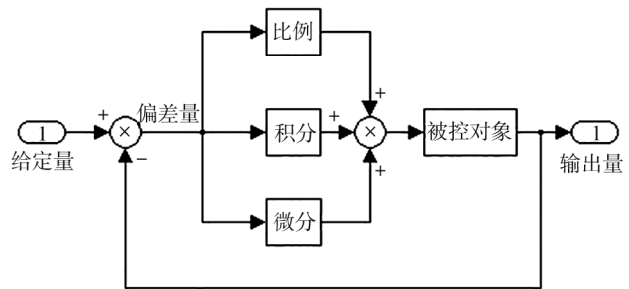 比例
+
+ 偏差量 +
1 × 积分 × 被控对象 1
给定量 − + 输出量
微分